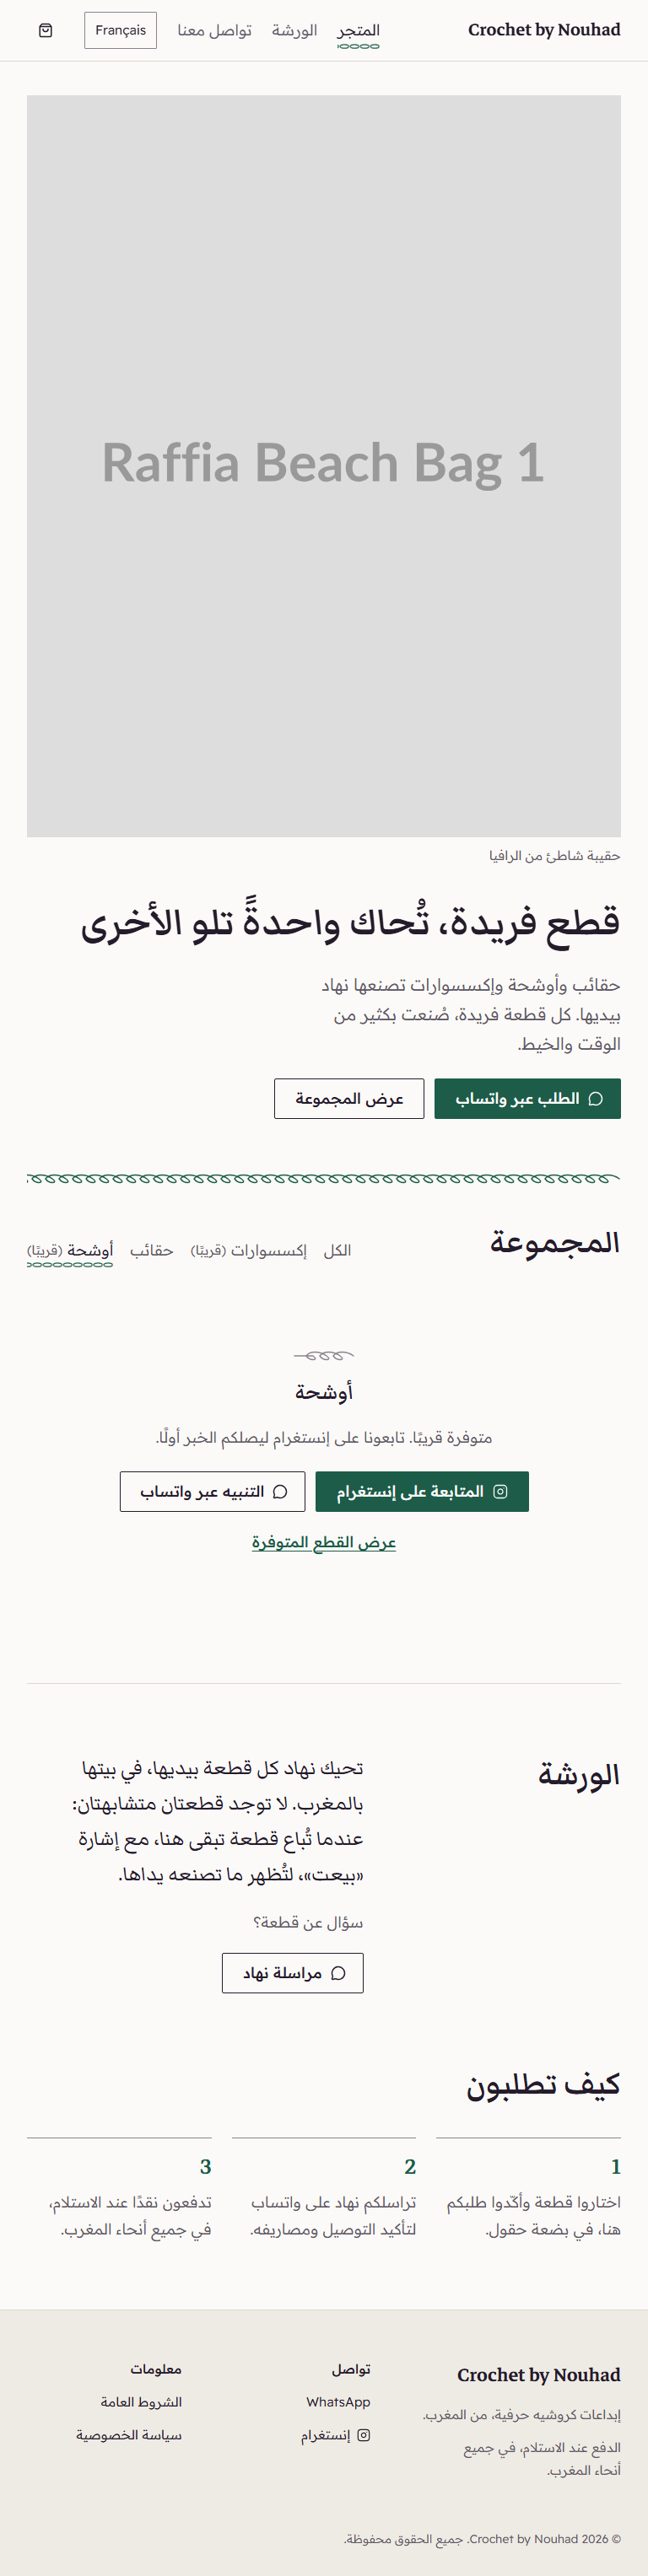 Crochet by Nouhad
المتجر
الورشة
تواصل معنا
Français
Raffia Beach Bag 1
حقيبة شاطئ من الرافيا
قطع فريدة، تُحاك واحدةً تلو الأخرى
حقائب وأوشحة وإكسسوارات تصنعها نهاد
بيديها. كل قطعة فريدة، صُنعت بكثير من
الوقت والخيط.
الطلب عبر واتساب
عرض المجموعة
المجموعة
الكل
إكسسوارات (قريبًا)
حقائب
أوشحة (قريبًا)
أوشحة
متوفرة قريبًا. تابعونا على إنستغرام ليصلكم الخبر أولًا.
المتابعة على إنستغرام
التنبيه عبر واتساب
عرض القطع المتوفرة
الورشة
تحيك نهاد كل قطعة بيديها، في بيتها
بالمغرب. لا توجد قطعتان متشابهتان:
عندما تُباع قطعة تبقى هنا، مع إشارة
«بيعت»، لتُظهر ما تصنعه يداها.
سؤال عن قطعة؟
مراسلة نهاد
كيف تطلبون
1
اختاروا قطعة وأكّدوا طلبكم
هنا، في بضعة حقول.
2
تراسلكم نهاد على واتساب
لتأكيد التوصيل ومصاريفه.
3
تدفعون نقدًا عند الاستلام،
في جميع أنحاء المغرب.
Crochet by Nouhad
إبداعات كروشيه حرفية، من المغرب.
الدفع عند الاستلام، في جميع
أنحاء المغرب.
تواصل
WhatsApp
إنستغرام
معلومات
الشروط العامة
سياسة الخصوصية
© 2026 Crochet by Nouhad. جميع الحقوق محفوظة.